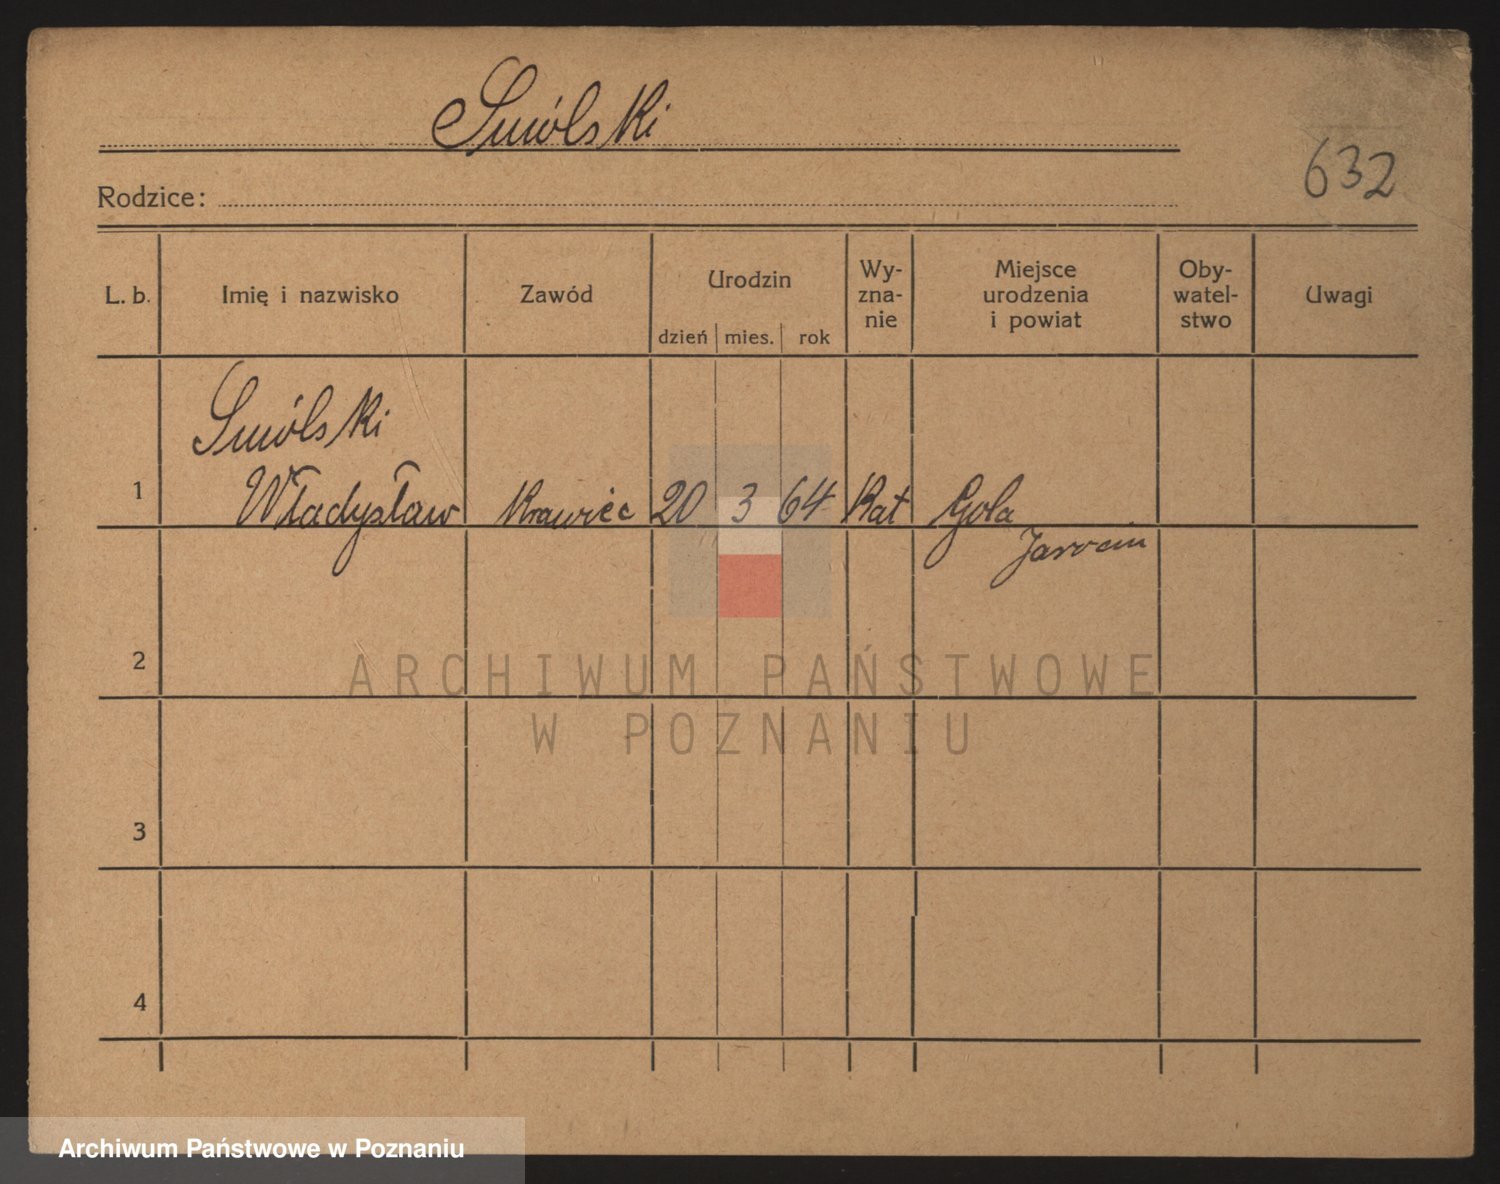 Smólski
632
Rodzice:
L. b. Imię i nazwisko Zawód Urodzin dzień mies. rok Wy-zna-nie Miejsce urodzenia i powiat Oby-watel-stwo Uwagi
Smólski
1 Władysław Krawiec 20 3 64 Kat Gola
Jarocin
2
ARCHIWUM PAŃSTWOWE
W POZNANIU
3
4
Archiwum Państwowe w Poznaniu